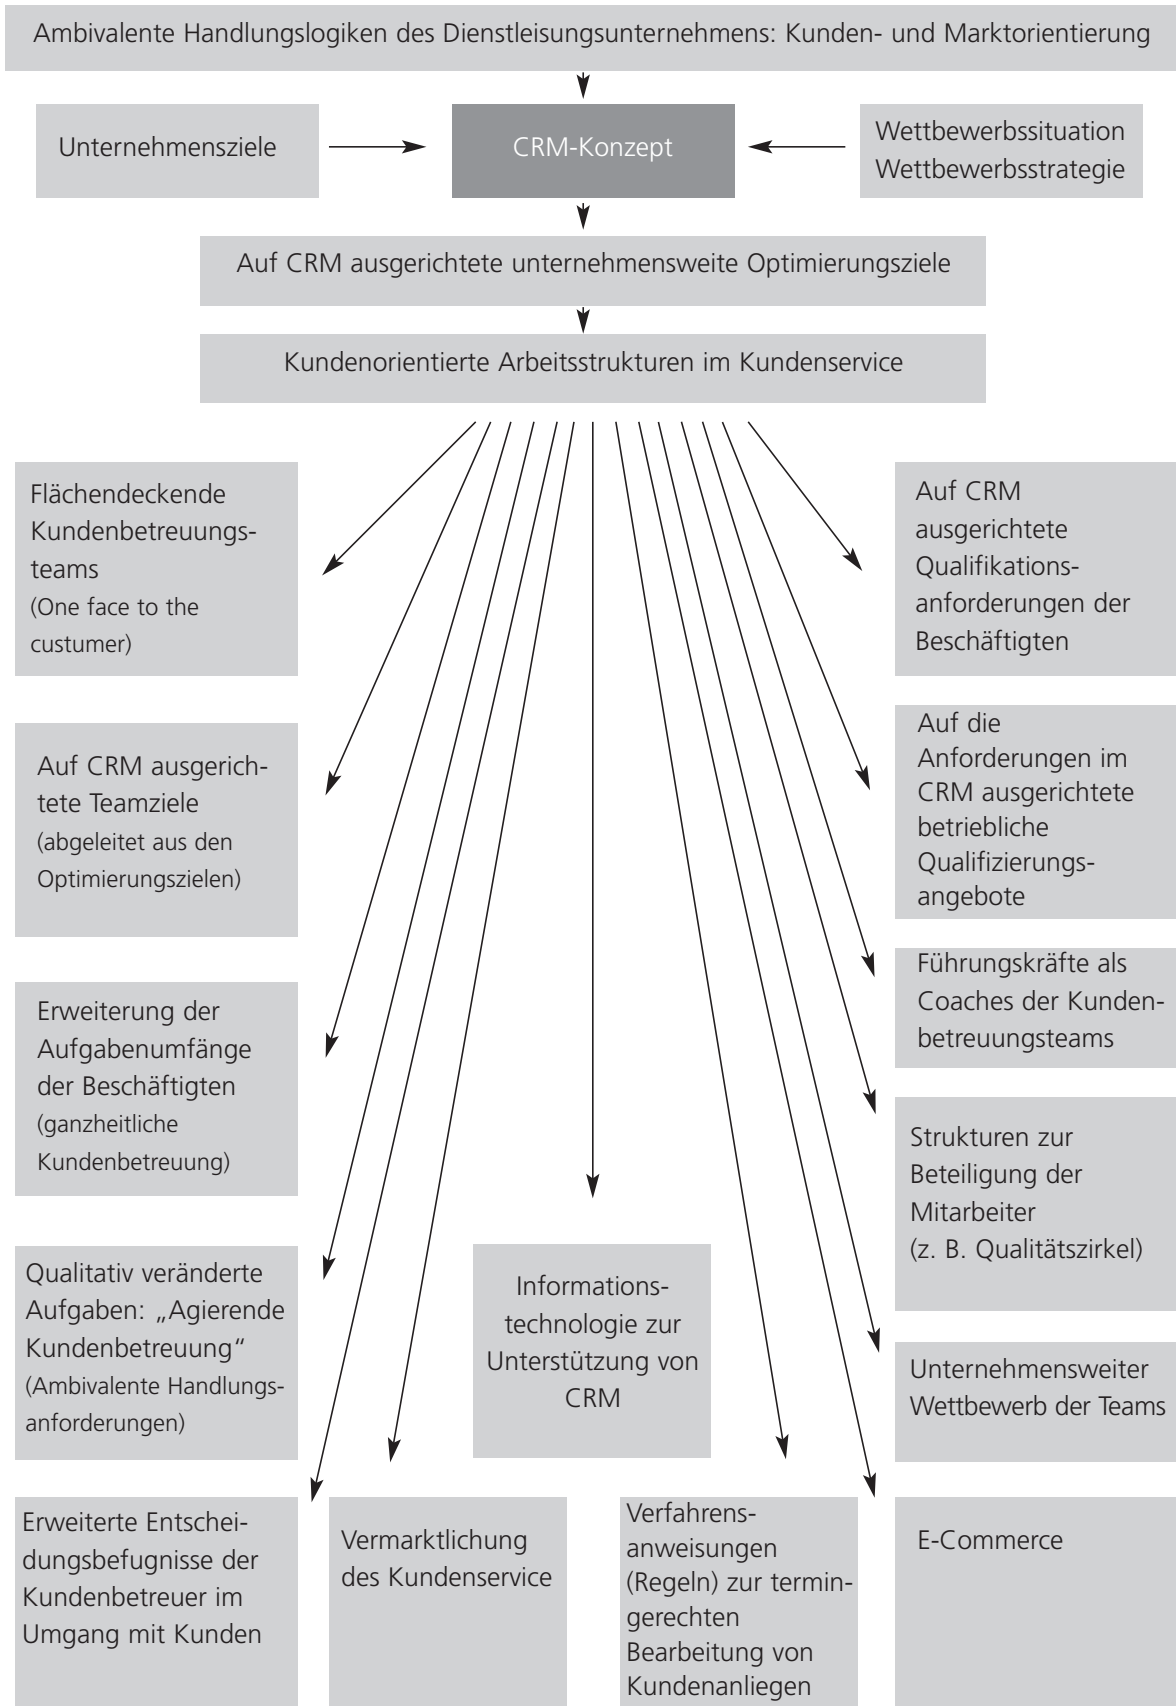 Ambivalente Handlungslogiken des Dienstleisungsunternehmens: Kunden- und Marktorientierung
Unternehmensziele
CRM-Konzept
Wettbewerbssituation
Wettbewerbsstrategie
Auf CRM ausgerichtete unternehmensweite Optimierungsziele
Kundenorientierte Arbeitsstrukturen im Kundenservice
Flächendeckende
Kundenbetreuungs-
teams
(One face to the
custumer)
Auf CRM ausgerich-
tete Teamziele
(abgeleitet aus den
Optimierungszielen)
Erweiterung der
Aufgabenumfänge
der Beschäftigten
(ganzheitliche
Kundenbetreuung)
Qualitativ veränderte
Aufgaben: „Agierende
Kundenbetreuung“
(Ambivalente Handlungs-
anforderungen)
Erweiterte Entschei-
dungsbefugnisse der
Kundenbetreuer im
Umgang mit Kunden
Vermarktlichung
des Kundenservice
Informations-
technologie zur
Unterstützung von
CRM
Verfahrens-
anweisungen
(Regeln) zur termin-
gerechten
Bearbeitung von
Kundenanliegen
Auf CRM
ausgerichtete
Qualifikations-
anforderungen der
Beschäftigten
Auf die
Anforderungen im
CRM ausgerichtete
betriebliche
Qualifizierungs-
angebote
Führungskräfte als
Coaches der Kunden-
betreuungsteams
Strukturen zur
Beteiligung der
Mitarbeiter
(z. B. Qualitätszirkel)
Unternehmensweiter
Wettbewerb der Teams
E-Commerce